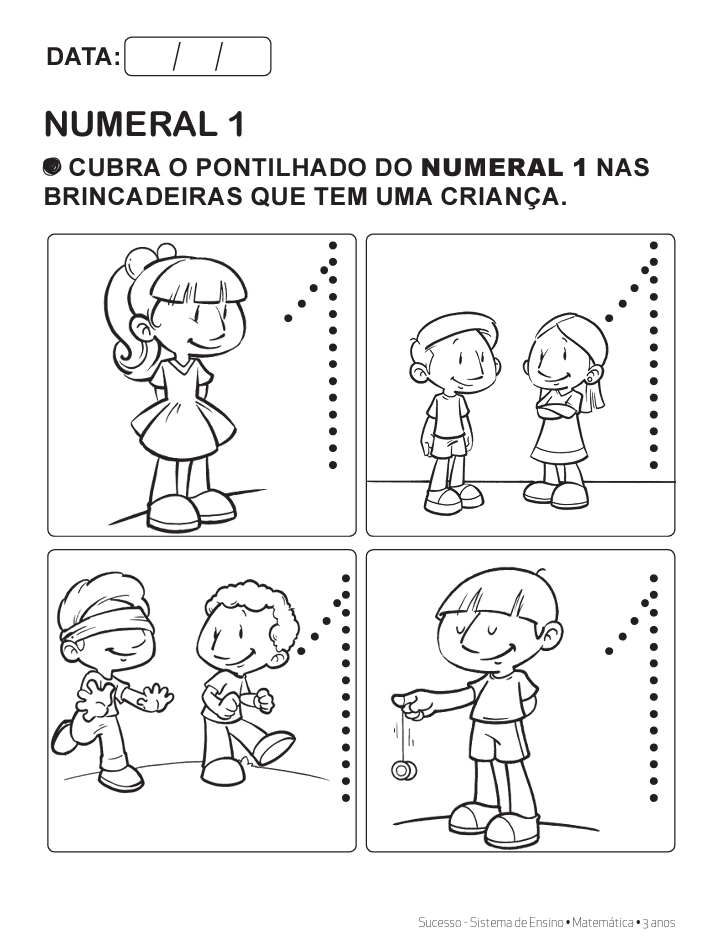 DATA: / /
NUMERAL 1
CUBRA O PONTILHADO DO NUMERAL 1 NAS
BRINCADEIRAS QUE TEM UMA CRIANÇA.
Sucesso - Sistema de Ensino • Matemática • 3 anos